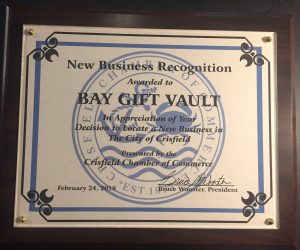 New Business Recognition
Awarded to
BAY GIFT VAULT
In Appreciation of Your
Decision to Locate a New Business in
The City of Crisfield
Presented by the
Crisfield Chamber of Commerce
February 24, 2018
Bruce Wooster, President